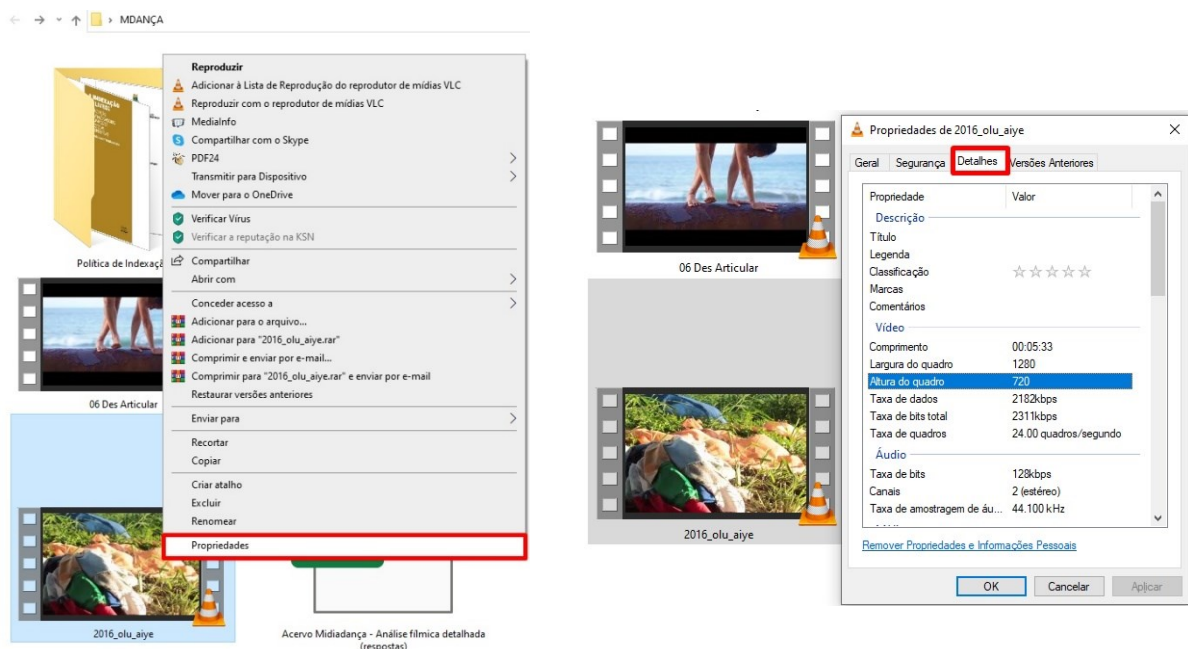 MDANÇA
Reproduzir
Adicionar à Lista de Reprodução do reprodutor de mídias VLC
Reproduzir com o reprodutor de mídias VLC
MediaInfo
Compartilhar com o Skype
PDF24
Transmitir para Dispositivo
Mover para o OneDrive
Verificar Vírus
Verificar a reputação na KSN
Compartilhar
Abrir com
Conceder acesso a
Adicionar para o arquivo...
Adicionar para "2016_olu_aiye.rar"
Comprimir e enviar por e-mail...
Comprimir para "2016_olu_aiye.rar" e enviar por e-mail
Restaurar versões anteriores
Enviar para
Recortar
Copiar
Criar atalho
Excluir
Renomear
Propriedades
Política de Indexaçã
06 Des Articular
2016_olu_aiye
Acervo Midiadança - Análise fílmica detalhada
(respostas)
06 Des Articular
2016_olu_aiye
Propriedades de 2016_olu_aiye
Geral Segurança Detalhes Versões Anteriores
Propriedade Valor
Descrição
Título
Legenda
Classificação
Marcas
Comentários
Vídeo
Comprimento 00:05:33
Largura do quadro 1280
Altura do quadro 720
Taxa de dados 2182kbps
Taxa de bits total 2311kbps
Taxa de quadros 24.00 quadros/segundo
Áudio
Taxa de bits 128kbps
Canais 2 (estéreo)
Taxa de amostragem de áu... 44.100 kHz
Remover Propriedades e Informações Pessoais
OK Cancelar Aplicar